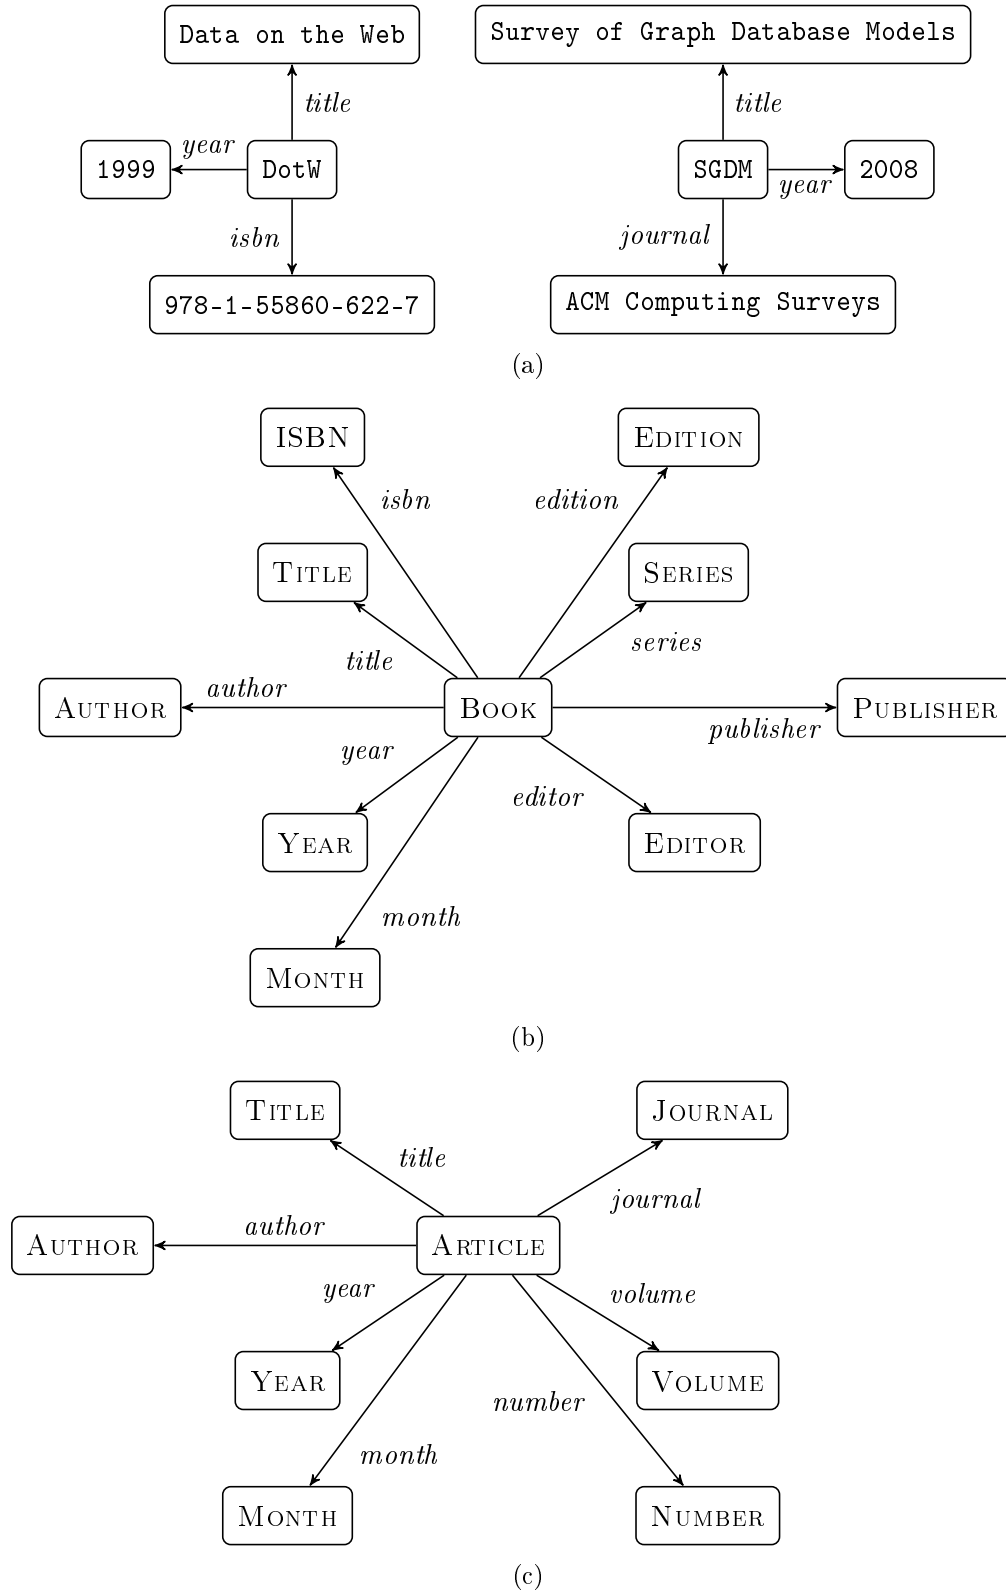 Data on the Web
Survey of Graph Database Models
title
title
year
1999
DotW
SGDM
2008
year
isbn
journal
978-1-55860-622-7
ACM Computing Surveys
(a)
ISBN
EDITION
isbn
edition
TITLE
SERIES
title
series
author
AUTHOR
BOOK
PUBLISHER
publisher
year
editor
YEAR
EDITOR
month
MONTH
(b)
TITLE
JOURNAL
title
journal
author
AUTHOR
ARTICLE
year
volume
YEAR
VOLUME
number
month
MONTH
NUMBER
(c)